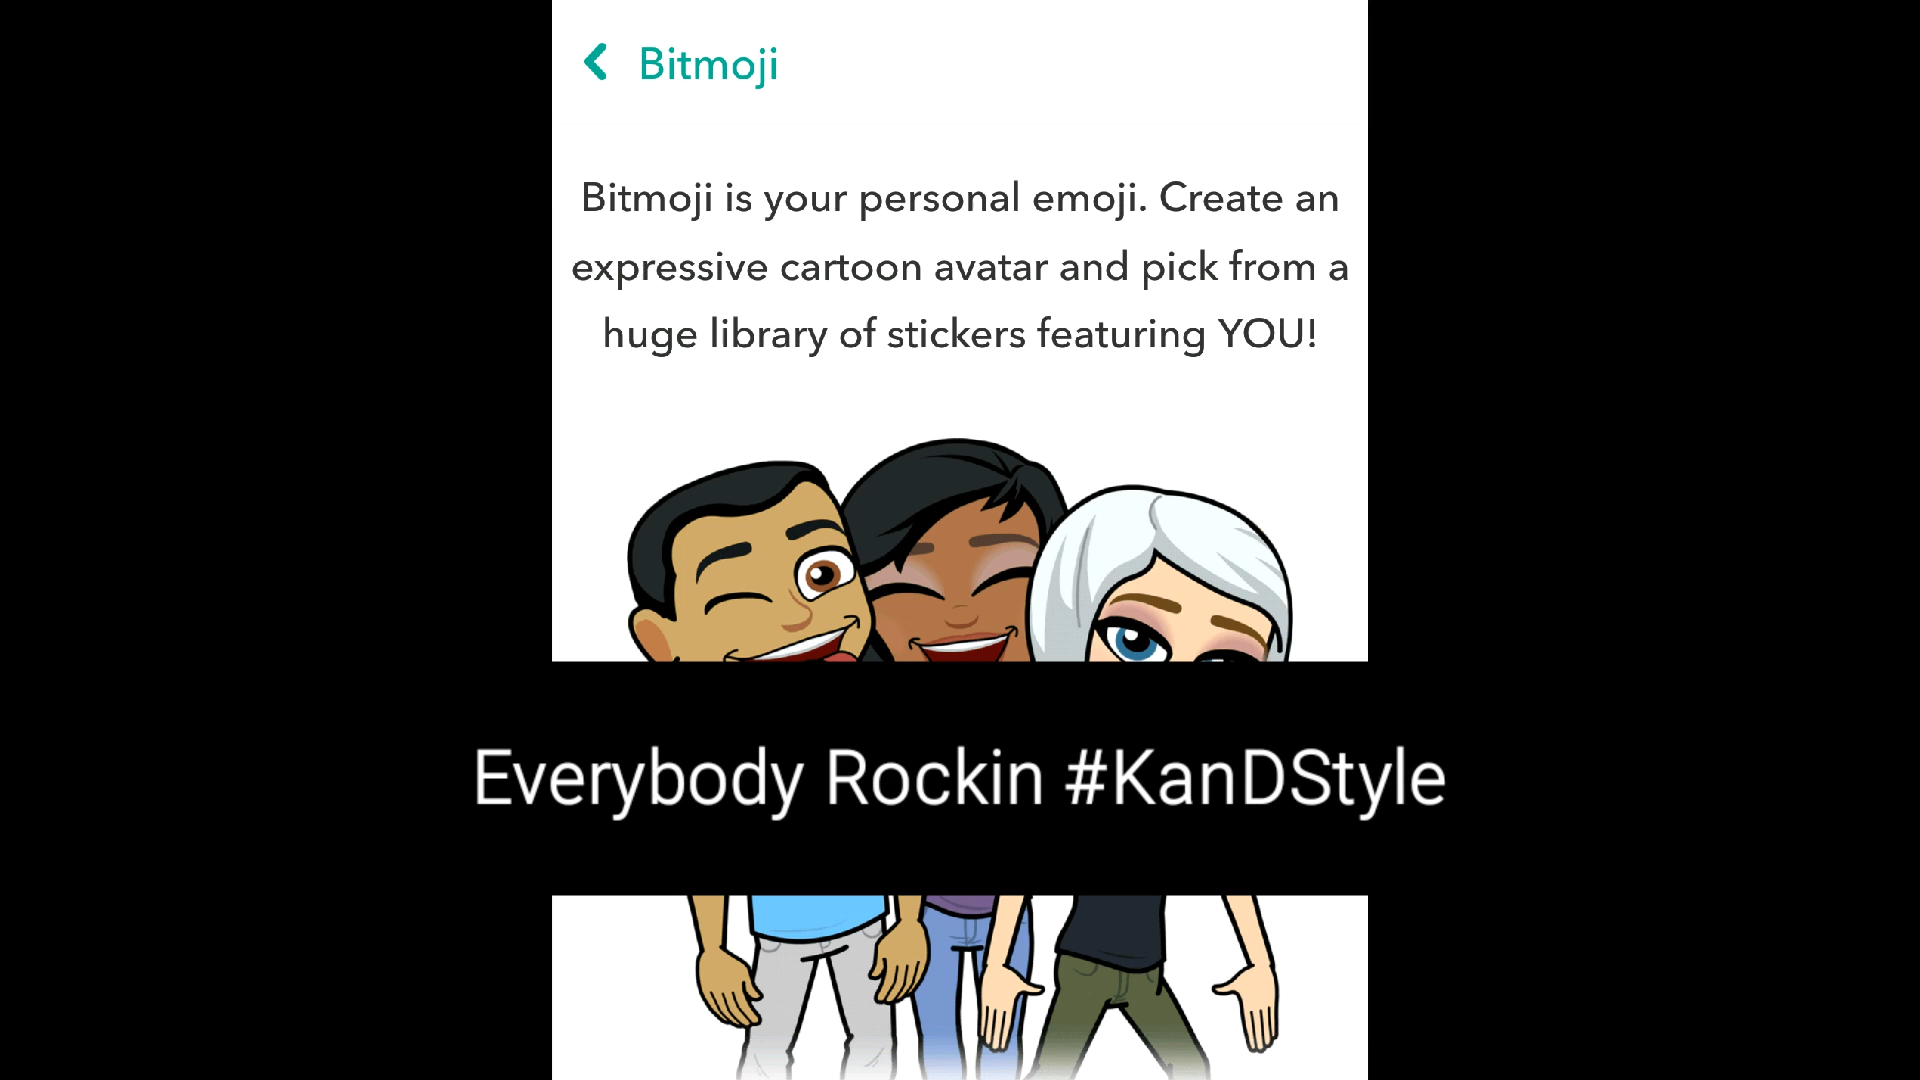 Bitmoji
Bitmoji is your personal emoji. Create an
expressive cartoon avatar and pick from a
huge library of stickers featuring YOU!
Everybody Rockin #KanDStyle